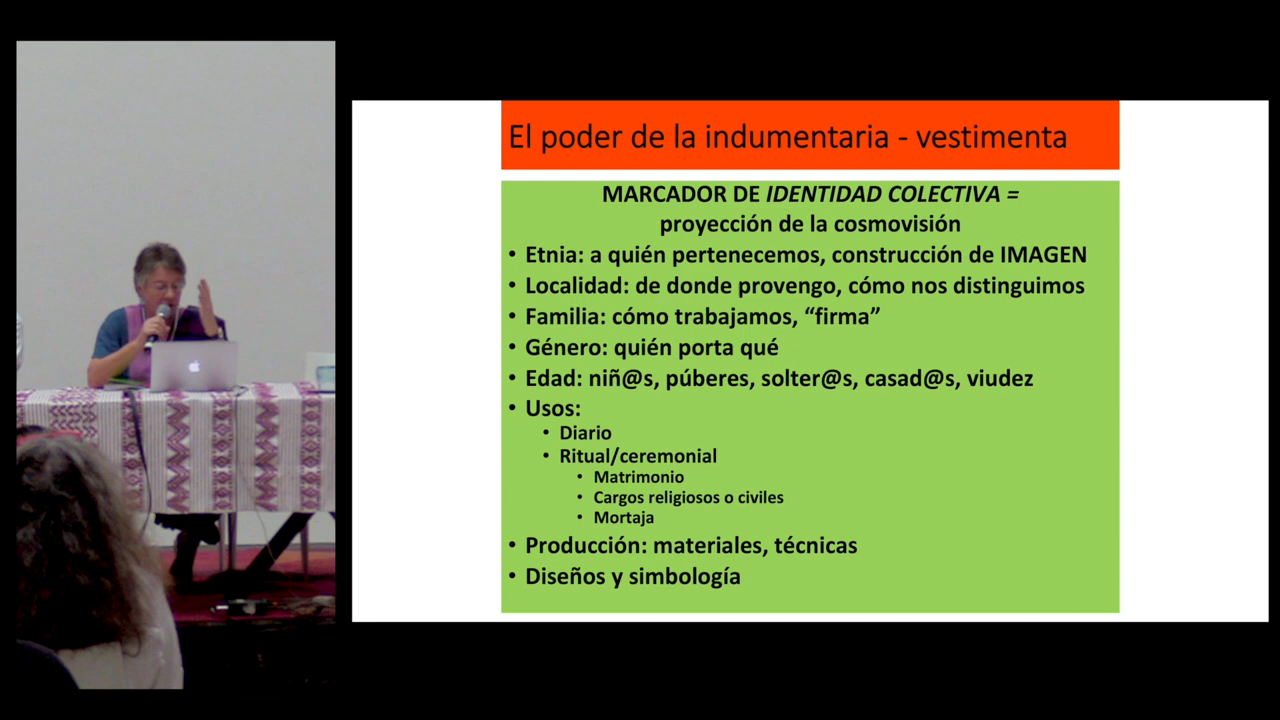 El poder de la indumentaria - vestimenta
MARCADOR DE IDENTIDAD COLECTIVA =
proyección de la cosmovisión
• Etnia: a quién pertenecemos, construcción de IMAGEN
• Localidad: de donde provengo, cómo nos distinguimos
• Familia: cómo trabajamos, “firma”
• Género: quién porta qué
• Edad: niñ@s, púberes, solter@s, casad@s, viudez
• Usos:
• Diario
• Ritual/ceremonial
• Matrimonio
• Cargos religiosos o civiles
• Mortaja
• Producción: materiales, técnicas
• Diseños y simbología